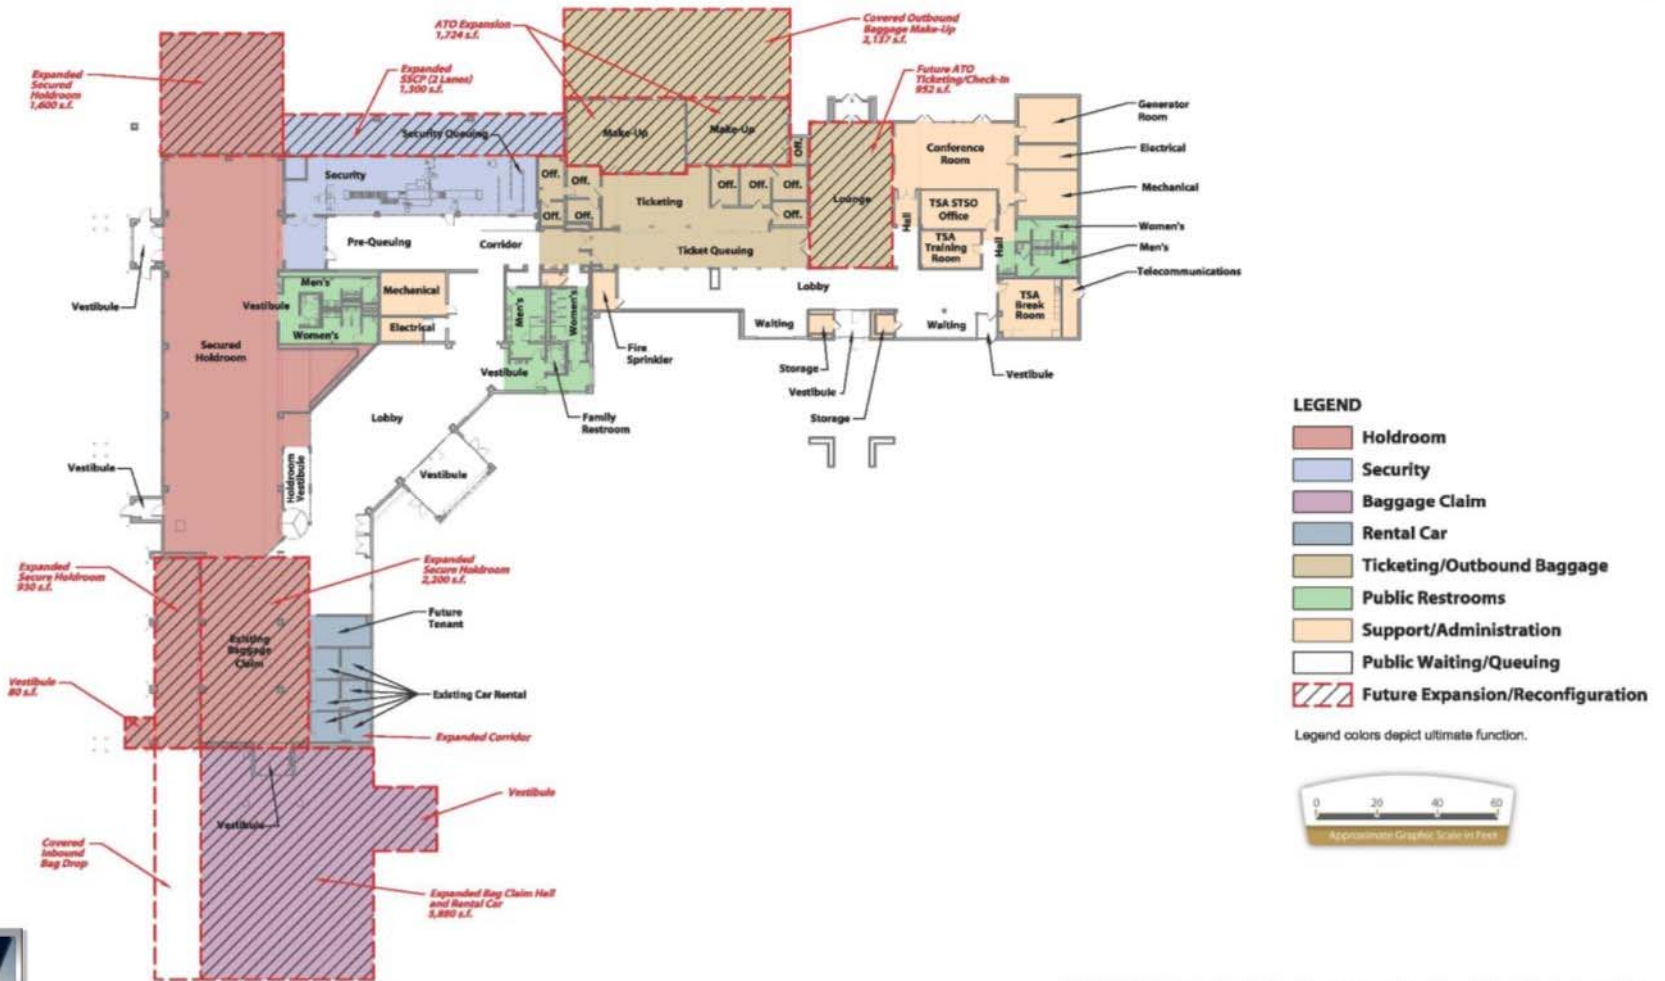 ATO Expansion
1,724 s.f.
Covered Outbound
Baggage Make-Up
2,137 s.f.
Expanded
Secured
Holdroom
1,600 s.f.
Expanded
SSCP (2 Lanes)
1,300 s.f.
Future ATO
Ticketing/Check-In
952 s.f.
Security Queuing
Make-Up
Make-Up
Off.
Generator
Room
Conference
Room
Electrical
Mechanical
Security
Off.
Off.
Off.
Off.
Off.
Off.
Off.
Off.
Ticketing
Lounge
Hall
TSA STSO
Office
TSA
Training
Room
Hall
Women's
Men's
Telecommunications
Pre-Queuing
Corridor
Ticket Queuing
Lobby
Vestibule
Men's
Vestibule
Women's
Mechanical
Electrical
Men's
Women's
Vestibule
Fire
Sprinkler
Waiting
Waiting
TSA
Break
Room
Storage
Vestibule
Storage
Vestibule
Secured
Holdroom
Lobby
Family
Restroom
Vestibule
Holdroom
Vestibule
Vestibule
Expanded
Secure Holdroom
930 s.f.
Expanded
Secure Holdroom
2,200 s.f.
Future
Tenant
Existing
Baggage
Claim
Vestibule
80 s.f.
Existing Car Rental
Expanded Corridor
Vestibule
Vestibule
Covered
Inbound
Bag Drop
Expanded Bag Claim Hall
and Rental Car
5,880 s.f.
LEGEND
Holdroom
Security
Baggage Claim
Rental Car
Ticketing/Outbound Baggage
Public Restrooms
Support/Administration
Public Waiting/Queuing
Future Expansion/Reconfiguration
Legend colors depict ultimate function.
0 20 40 60
Approximate Graphic Scale in Feet